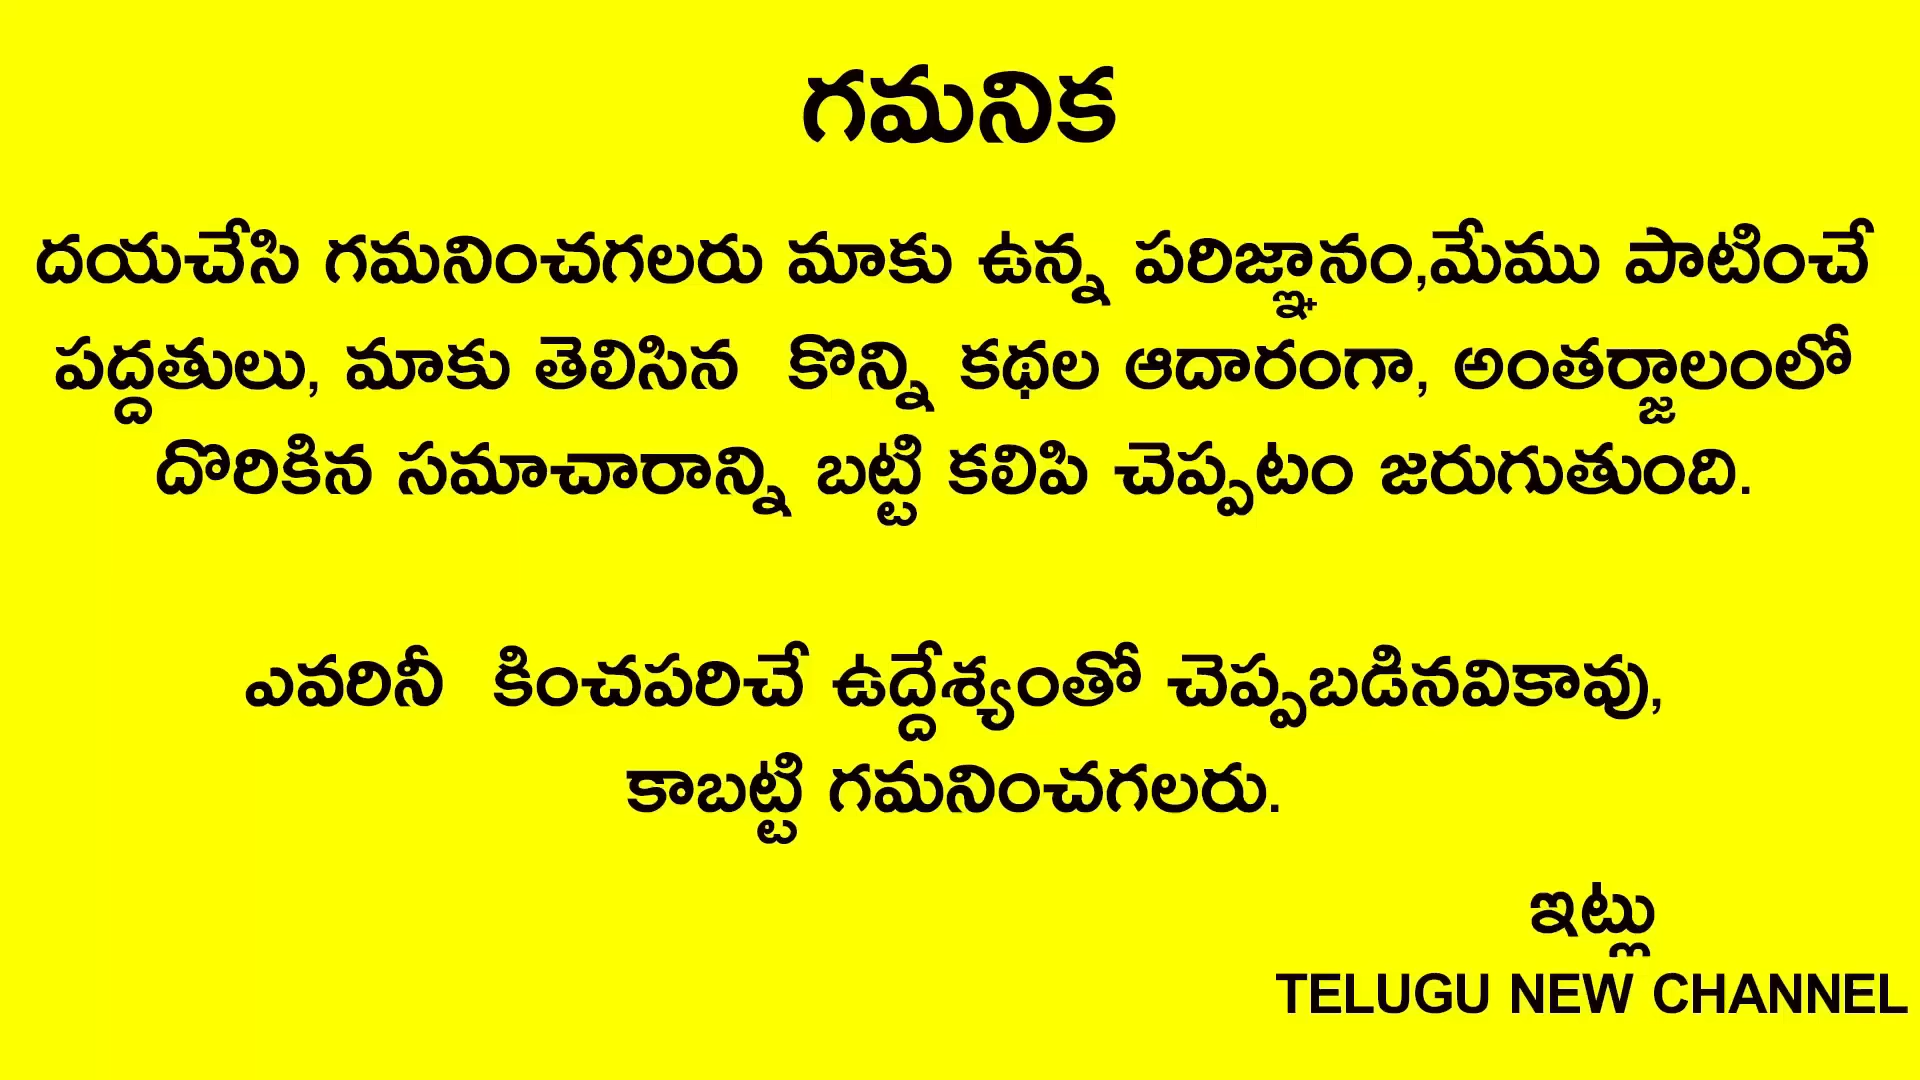 గమనిక
దయచేసి గమనించగలరు మాకు ఉన్న పరిజ్ఞానం,మేము పాటించే
పద్దతులు, మాకు తెలిసిన కొన్ని కథల ఆదారంగా, అంతర్జాలంలో
దొరికిన సమాచారాన్ని బట్టి కలిపి చెప్పటం జరుగుతుంది.
ఎవరినీ కించపరిచే ఉద్దేశ్యంతో చెప్పబడినవికావు,
కాబట్టి గమనించగలరు.
ఇట్లు
TELUGU NEW CHANNEL